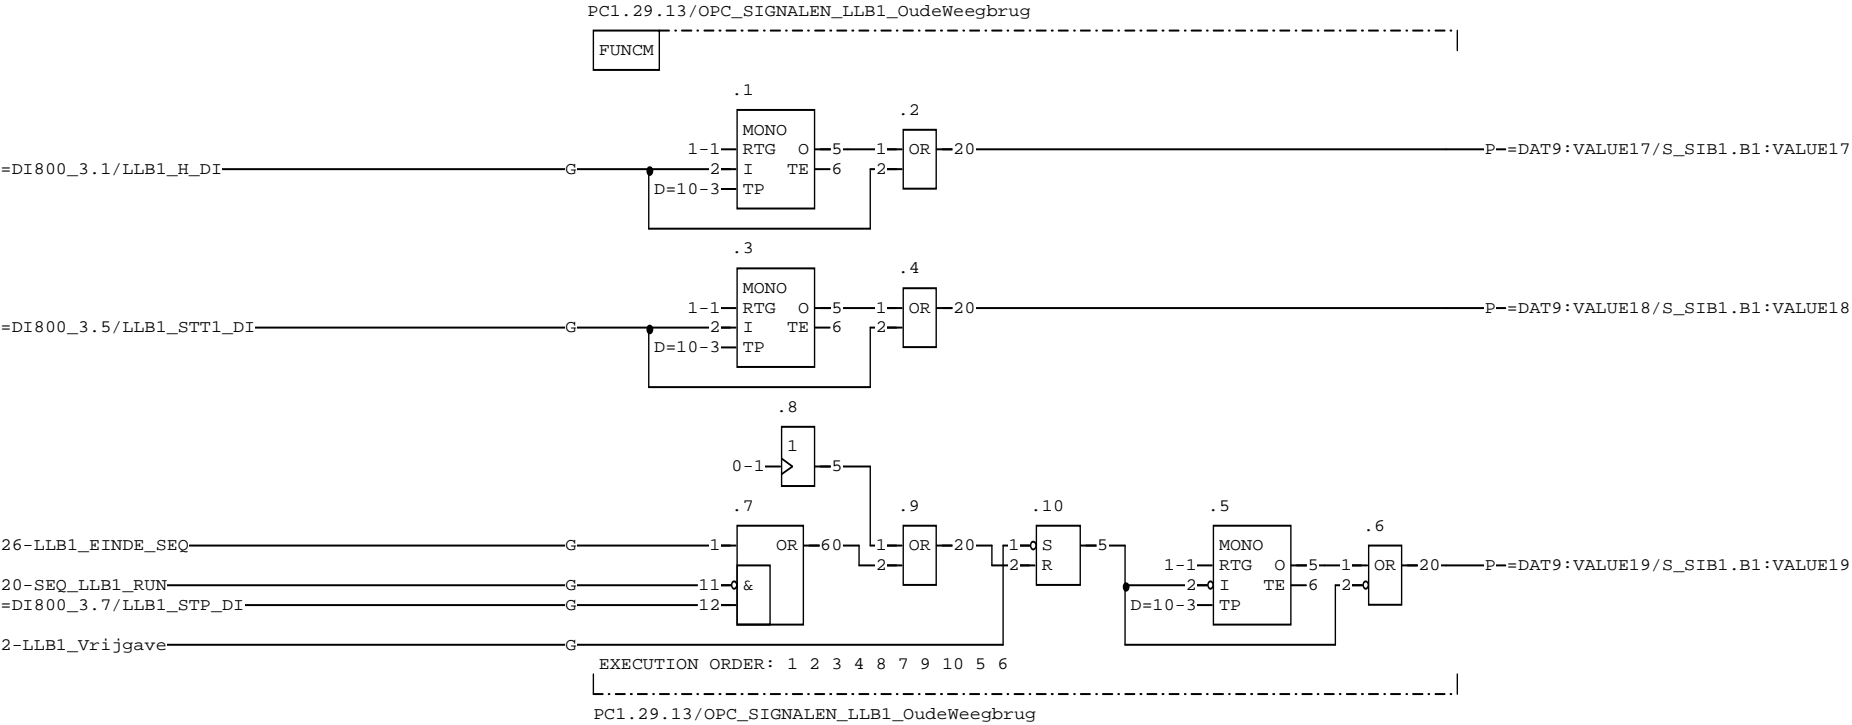 PC1.29.13/OPC_SIGNALEN_LLB1_OudeWeegbrug
FUNCM
.1
.2
MONO
1-1 RTG O 5 1 OR 20 P =DAT9:VALUE17/S_SIB1.B1:VALUE17
=DI800_3.1/LLB1_H_DI G 2 I TE 6 2
D=10-3 TP
.3
.4
MONO
1-1 RTG O 5 1 OR 20 P =DAT9:VALUE18/S_SIB1.B1:VALUE18
=DI800_3.5/LLB1_STT1_DI G 2 I TE 6 2
D=10-3 TP
.8
1
0-1 5
.7 .9 .10 .5
.6
26-LLB1_EINDE_SEQ G 1 OR 60 1 OR 20 1 S 5 MONO
2 2 R 1-1 RTG O 5 1 OR 20 P =DAT9:VALUE19/S_SIB1.B1:VALUE19
20-SEQ_LLB1_RUN G 11 & 2 I TE 6 2
=DI800_3.7/LLB1_STP_DI G 12 D=10-3 TP
2-LLB1_Vrijgave G
EXECUTION ORDER: 1 2 3 4 8 7 9 10 5 6
PC1.29.13/OPC_SIGNALEN_LLB1_OudeWeegbrug